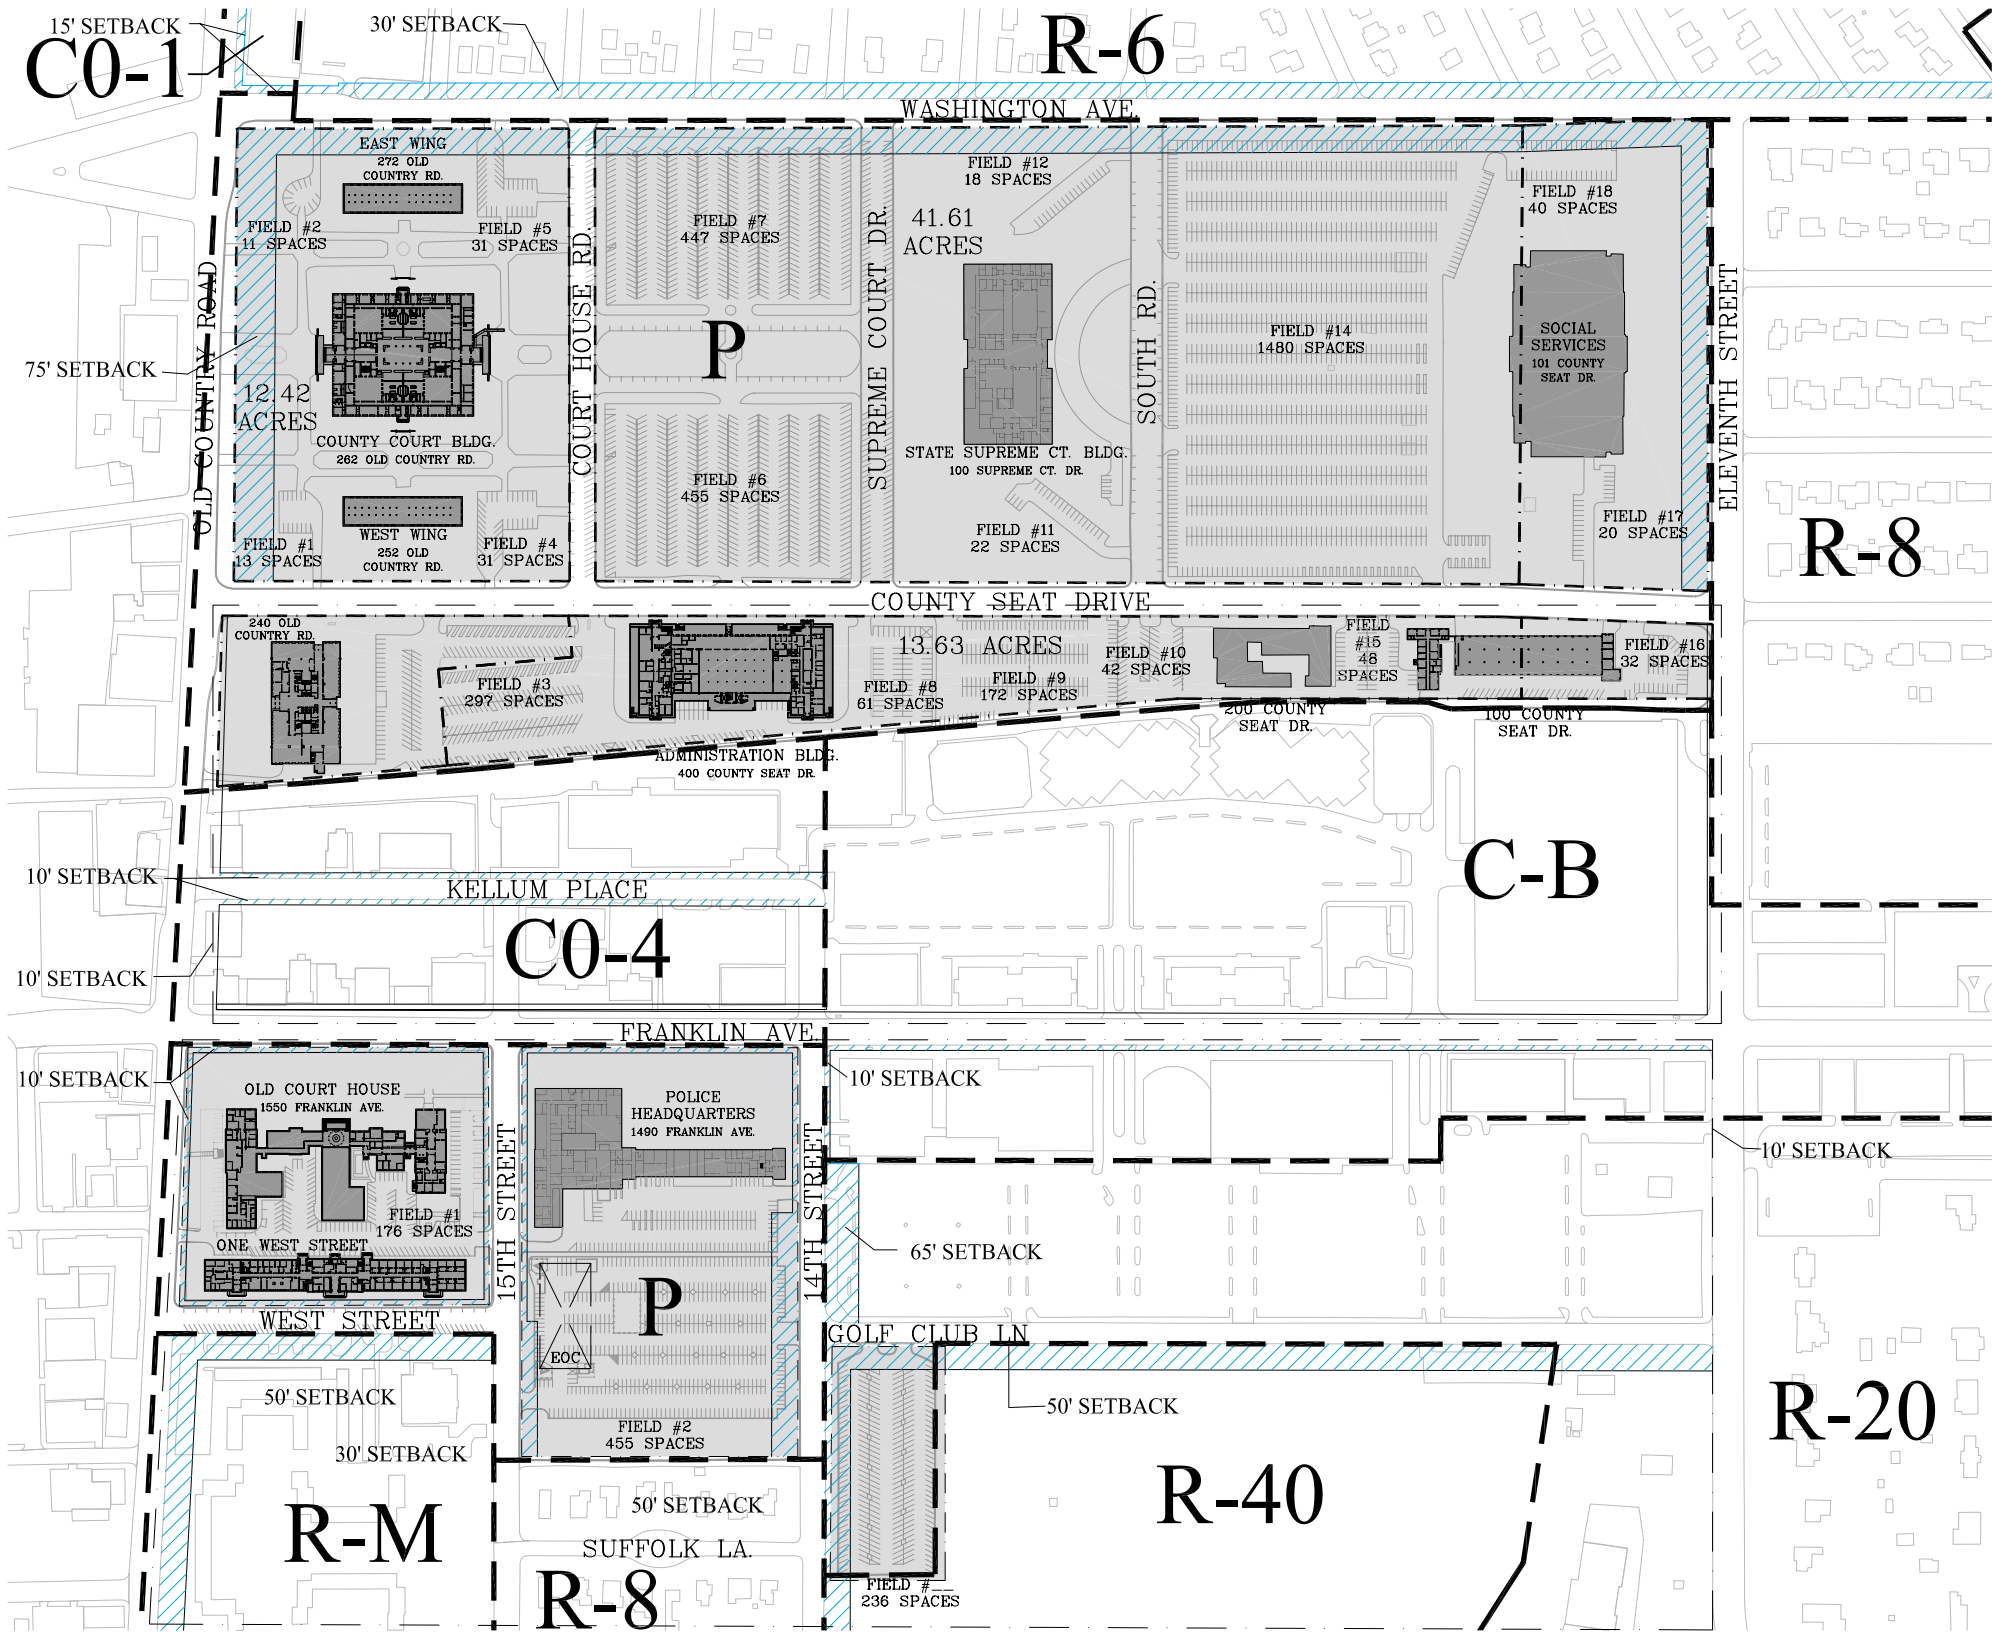 15' SETBACK
30' SETBACK
C0-1
R-6
WASHINGTON AVE.
EAST WING
272 OLD
COUNTRY RD.
FIELD #2
11 SPACES
FIELD #5
31 SPACES
FIELD #7
447 SPACES
FIELD #12
18 SPACES
41.61
ACRES
FIELD #18
40 SPACES
OLD COUNTRY ROAD
COURT HOUSE RD.
SUPREME COURT DR.
SOUTH RD.
ELEVENTH STREET
75' SETBACK
12.42
ACRES
P
FIELD #14
1480 SPACES
SOCIAL
SERVICES
101 COUNTY
SEAT DR.
COUNTY COURT BLDG.
262 OLD COUNTRY RD.
STATE SUPREME CT. BLDG.
100 SUPREME CT. DR.
FIELD #6
455 SPACES
WEST WING
252 OLD
COUNTRY RD.
FIELD #1
13 SPACES
FIELD #4
31 SPACES
FIELD #11
22 SPACES
FIELD #17
20 SPACES
R-8
COUNTY SEAT DRIVE
240 OLD
COUNTRY RD.
FIELD #3
297 SPACES
13.63 ACRES
FIELD #8
61 SPACES
FIELD #9
172 SPACES
FIELD #10
42 SPACES
FIELD
#15
48
SPACES
FIELD #16
32 SPACES
200 COUNTY
SEAT DR.
100 COUNTY
SEAT DR.
ADMINISTRATION BLDG.
400 COUNTY SEAT DR.
10' SETBACK
KELLUM PLACE
C-B
C0-4
10' SETBACK
FRANKLIN AVE.
10' SETBACK
10' SETBACK
OLD COURT HOUSE
1550 FRANKLIN AVE.
POLICE
HEADQUARTERS
1490 FRANKLIN AVE.
10' SETBACK
15TH STREET
14TH STREET
FIELD #1
176 SPACES
ONE WEST STREET
65' SETBACK
P
EOC
WEST STREET
GOLF CLUB LN
50' SETBACK
50' SETBACK
R-20
FIELD #2
455 SPACES
30' SETBACK
R-M
50' SETBACK
R-40
SUFFOLK LA.
R-8
FIELD #__
236 SPACES